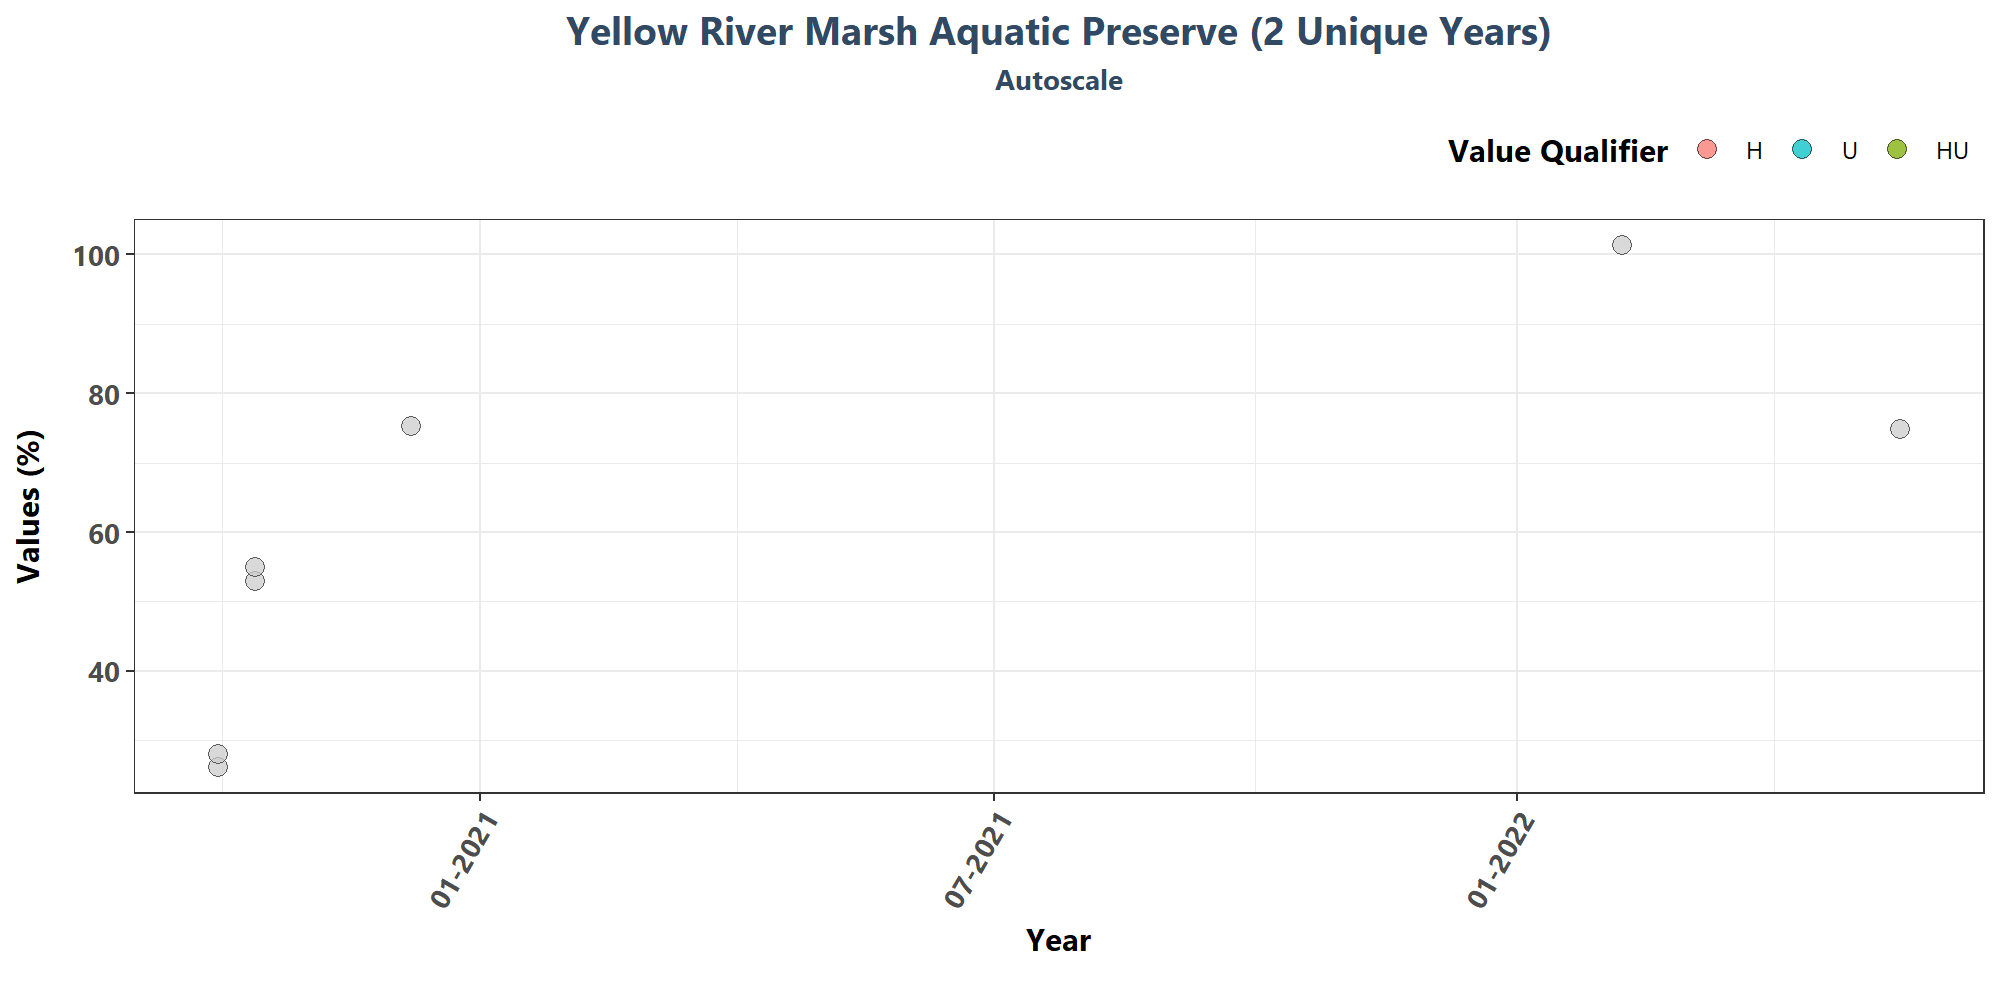 Yellow River Marsh Aquatic Preserve (2 Unique Years)
Autoscale
Value Qualifier H U HU
100
80
60
40
Values (%)
01-2021 07-2021 01-2022
Year